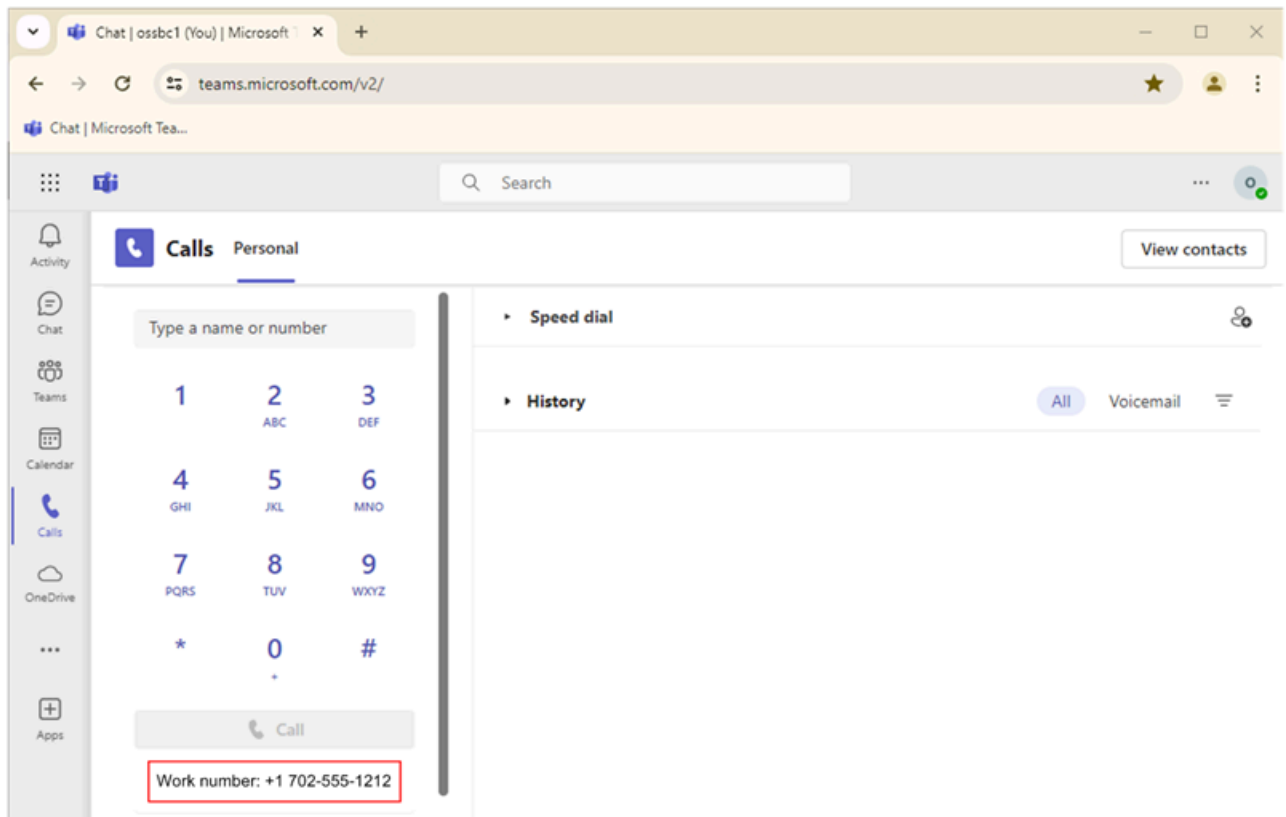 Chat | ossbc1 (You) | Microsoft T
teams.microsoft.com/v2/
Chat | Microsoft Tea...
Search
O
Activity
Chat
Teams
Calendar
Calls
OneDrive
Apps
Calls Personal
View contacts
Type a name or number
1 2 3
ABC DEF
4 5 6
GHI JKL MNO
7 8 9
PQRS TUV WXYZ
* 0 #
+
Call
Work number: +1 702-555-1212
Speed dial
History
All Voicemail